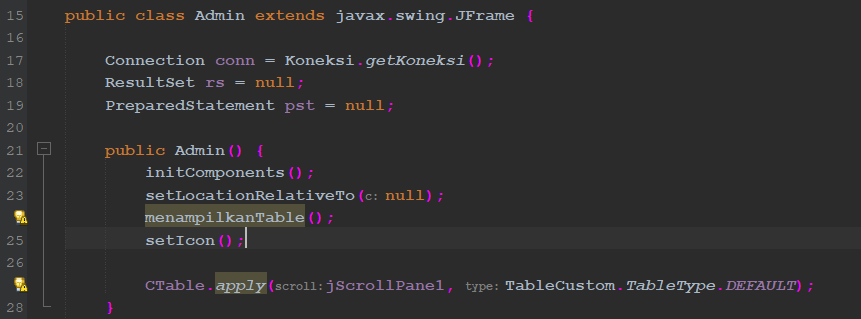 15 public class Admin extends javax.swing.JFrame {
16
17 Connection conn = Koneksi.getKoneksi();
18 ResultSet rs = null;
19 PreparedStatement pst = null;
20
21 public Admin() {
22 initComponents();
23 setLocationRelativeTo(c: null);
menampilkanTable();
25 setIcon();
26
CTable.apply(scroll: jScrollPane1, type: TableCustom.TableType.DEFAULT);
28 }